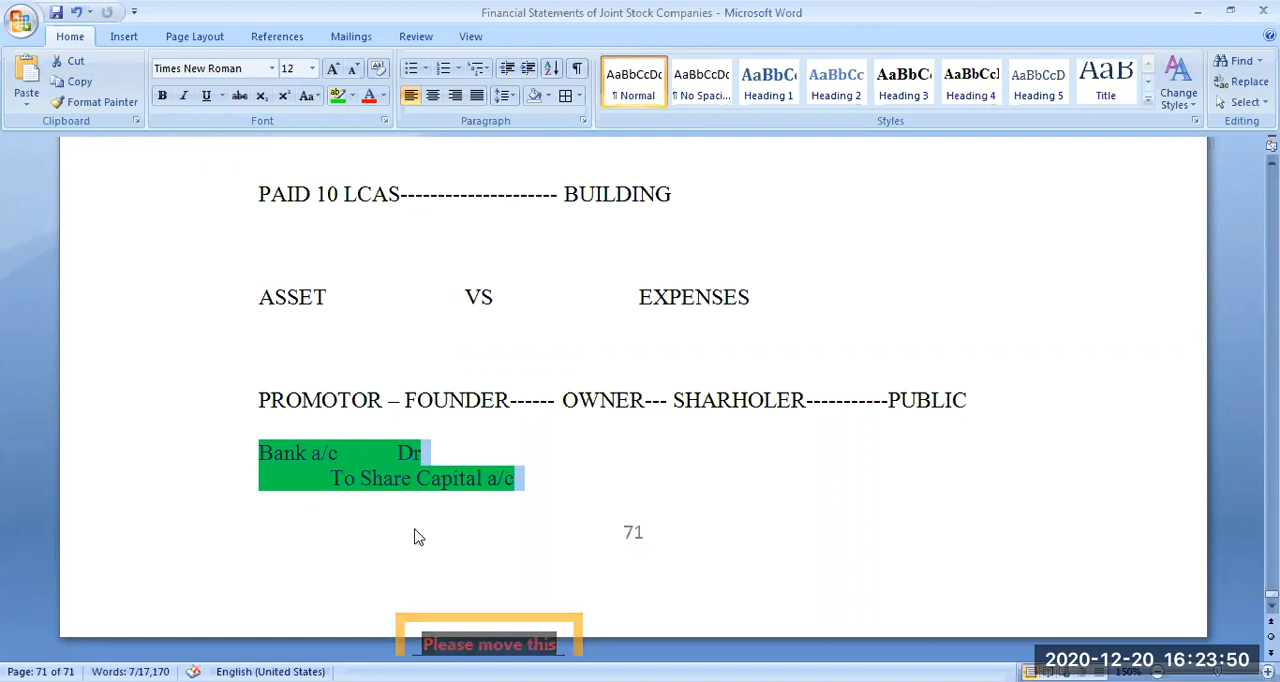 Financial Statements of Joint Stock Companies - Microsoft Word
Home Insert Page Layout References Mailings Review View
Paste
Cut
Copy
Format Painter
Clipboard
Times New Roman 12
Font
Paragraph
AaBbCcDc AaBbCcDc AaBbC AaBbCc AaBbCc AaBbCcI AaBbCcD AaB
¶ Normal ¶ No Spaci... Heading 1 Heading 2 Heading 3 Heading 4 Heading 5 Title
Change
Styles
Styles
Find
Replace
Select
Editing
PAID 10 LCAS--------------------- BUILDING
ASSET VS EXPENSES
PROMOTOR – FOUNDER------ OWNER--- SHARHOLER-----------PUBLIC
Bank a/c Dr
To Share Capital a/c
71
Please move this
Page: 71 of 71 Words: 7/17,170 English (United States) 150%
2020-12-20 16:23:50